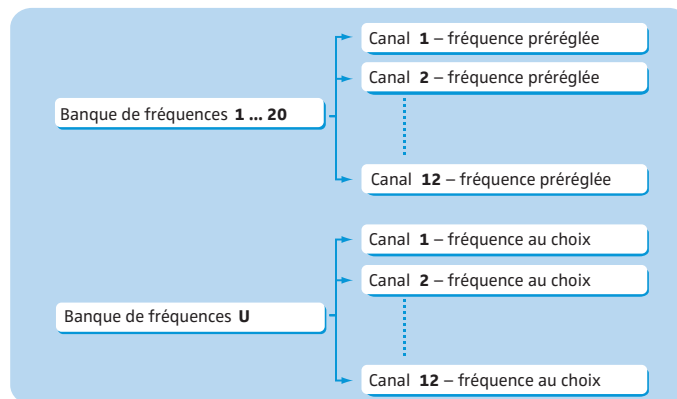 Canal 1 – fréquence préréglée
Canal 2 – fréquence préréglée
Banque de fréquences 1 ... 20
Canal 12 – fréquence préréglée
Canal 1 – fréquence au choix
Canal 2 – fréquence au choix
Banque de fréquences U
Canal 12 – fréquence au choix